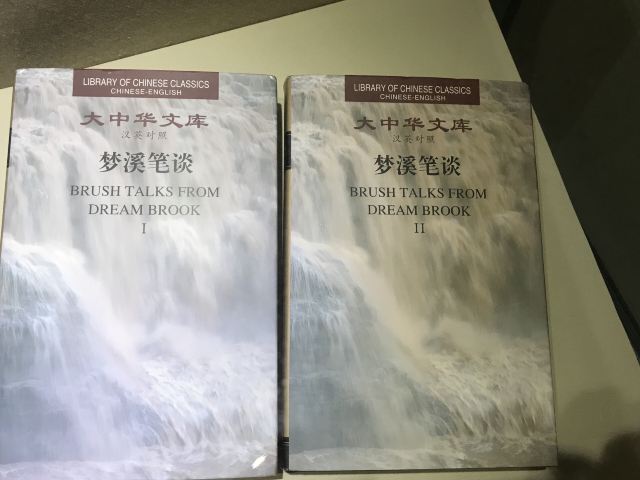 LIBRARY OF CHINESE CLASSICS
CHINESE-ENGLISH
大中华文库
汉英对照
梦溪笔谈
BRUSH TALKS FROM
DREAM BROOK
I
LIBRARY OF CHINESE CLASSICS
CHINESE-ENGLISH
大中华文库
汉英对照
梦溪笔谈
BRUSH TALKS FROM
DREAM BROOK
II